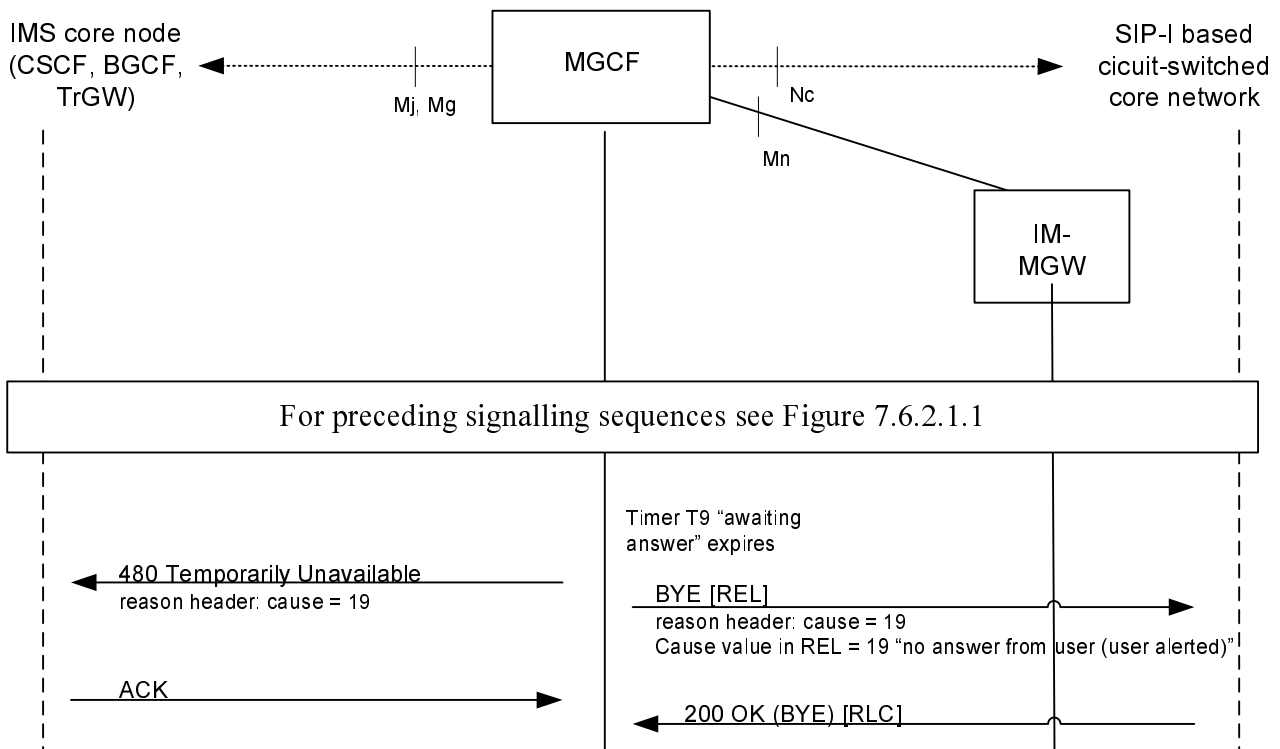 IMS core node
(CSCF, BGCF,
TrGW)
MGCF
SIP-I based
cicuit-switched
core network
Mj, Mg
Nc
Mn
IM-
MGW
For preceding signalling sequences see Figure 7.6.2.1.1
Timer T9 “awaiting
answer” expires
480 Temporarily Unavailable
reason header: cause = 19
BYE [REL]
reason header: cause = 19
Cause value in REL = 19 “no answer from user (user alerted)”
ACK
200 OK (BYE) [RLC]